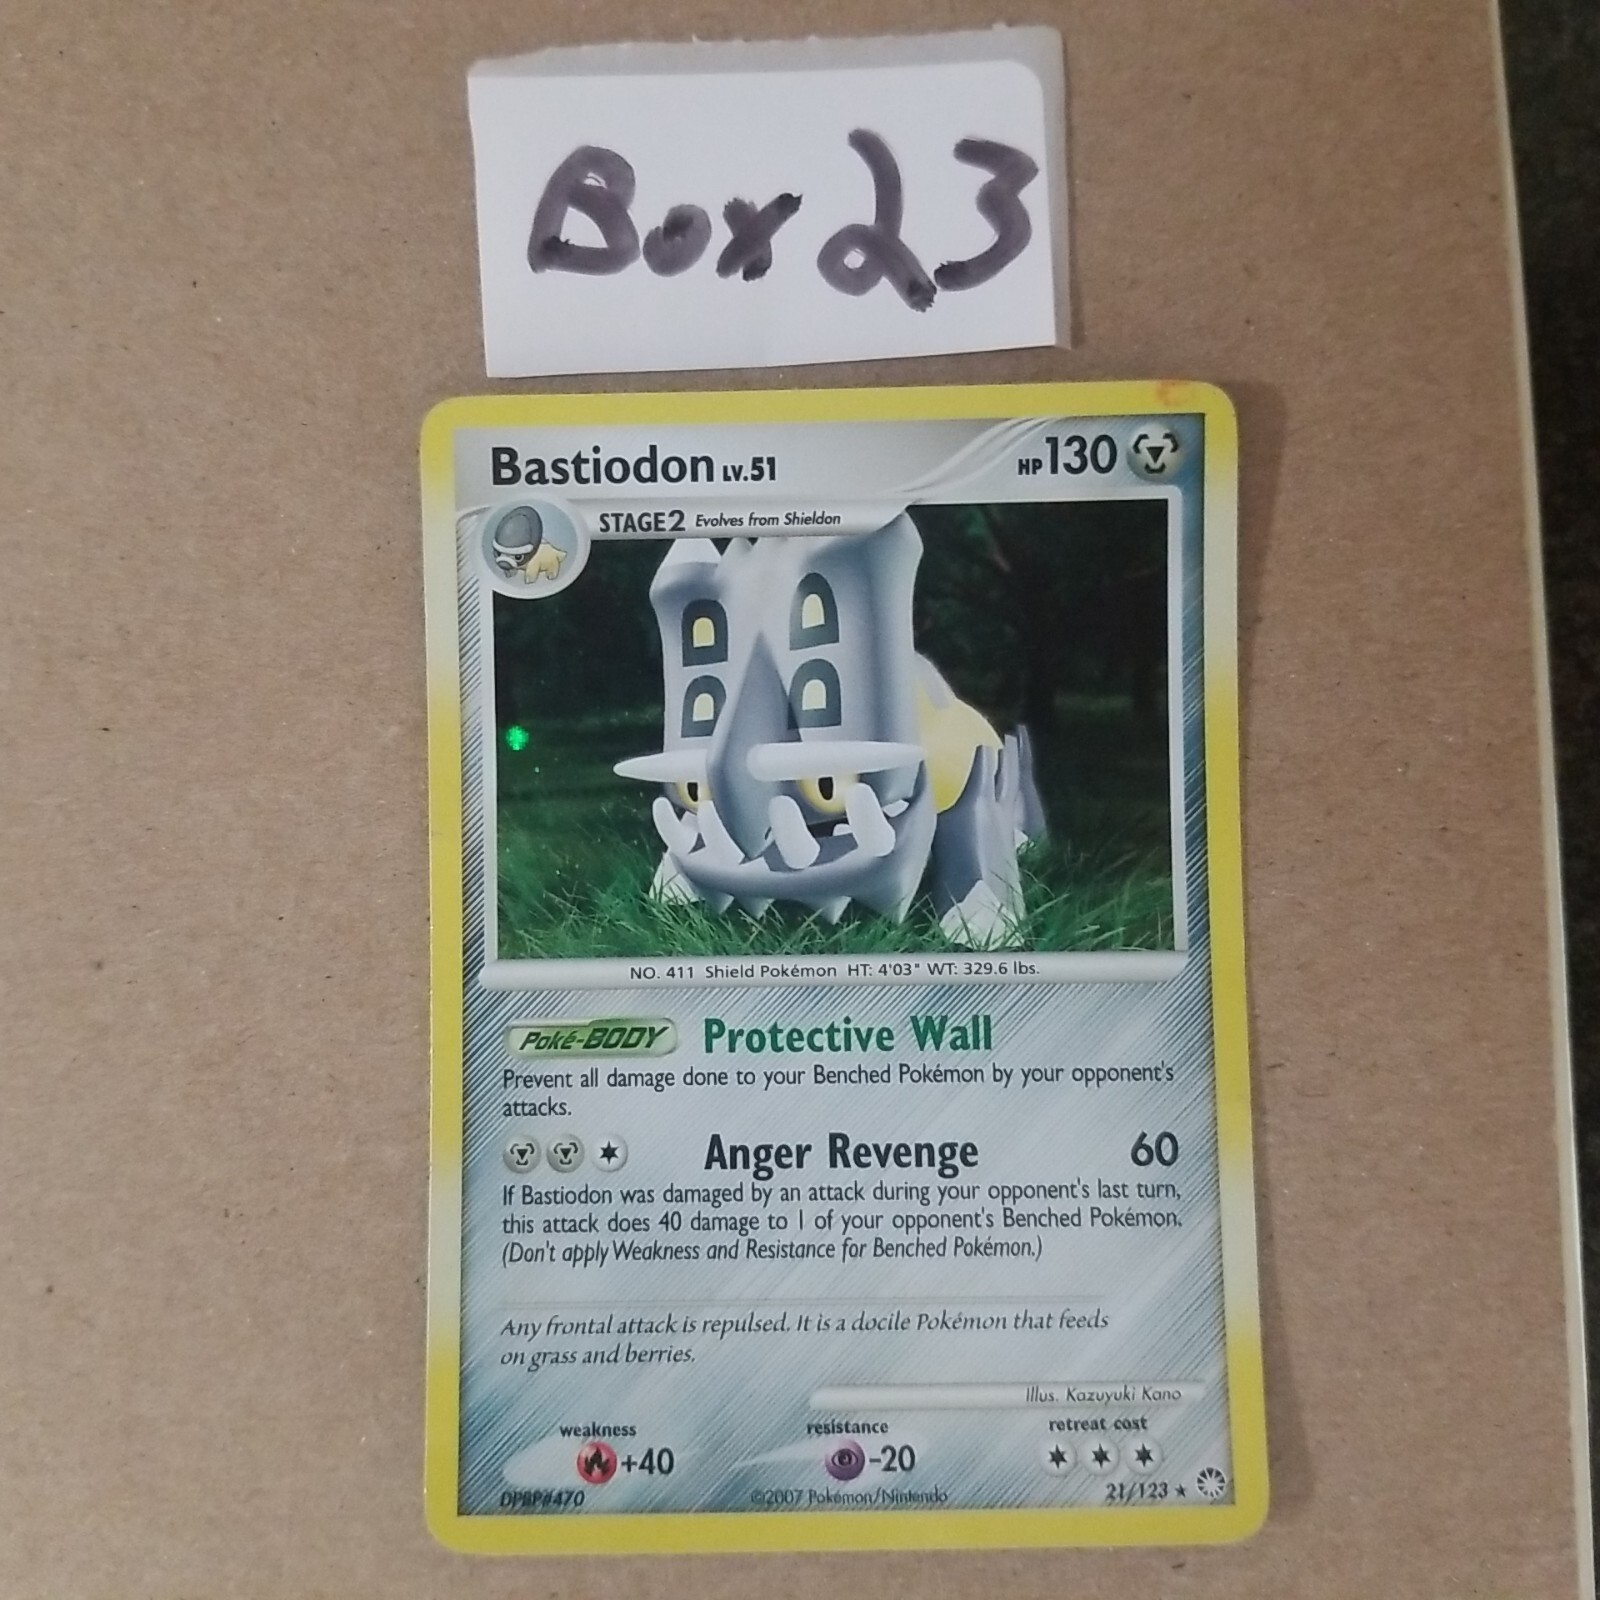 Box 23
Bastiodon LV.51 HP 130
STAGE2 Evolves from Shieldon
NO. 411 Shield Pokémon HT: 4'03" WT: 329.6 lbs.
Poké-BODY Protective Wall
Prevent all damage done to your Benched Pokémon by your opponent's
attacks.
Anger Revenge 60
If Bastiodon was damaged by an attack during your opponent's last turn,
this attack does 40 damage to 1 of your opponent's Benched Pokémon.
(Don't apply Weakness and Resistance for Benched Pokémon.)
Any frontal attack is repulsed. It is a docile Pokémon that feeds
on grass and berries.
Illus. Kazuyuki Kano
weakness resistance retreat cost
+40 -20
DPBP#470 ©2007 Pokémon/Nintendo 21/123